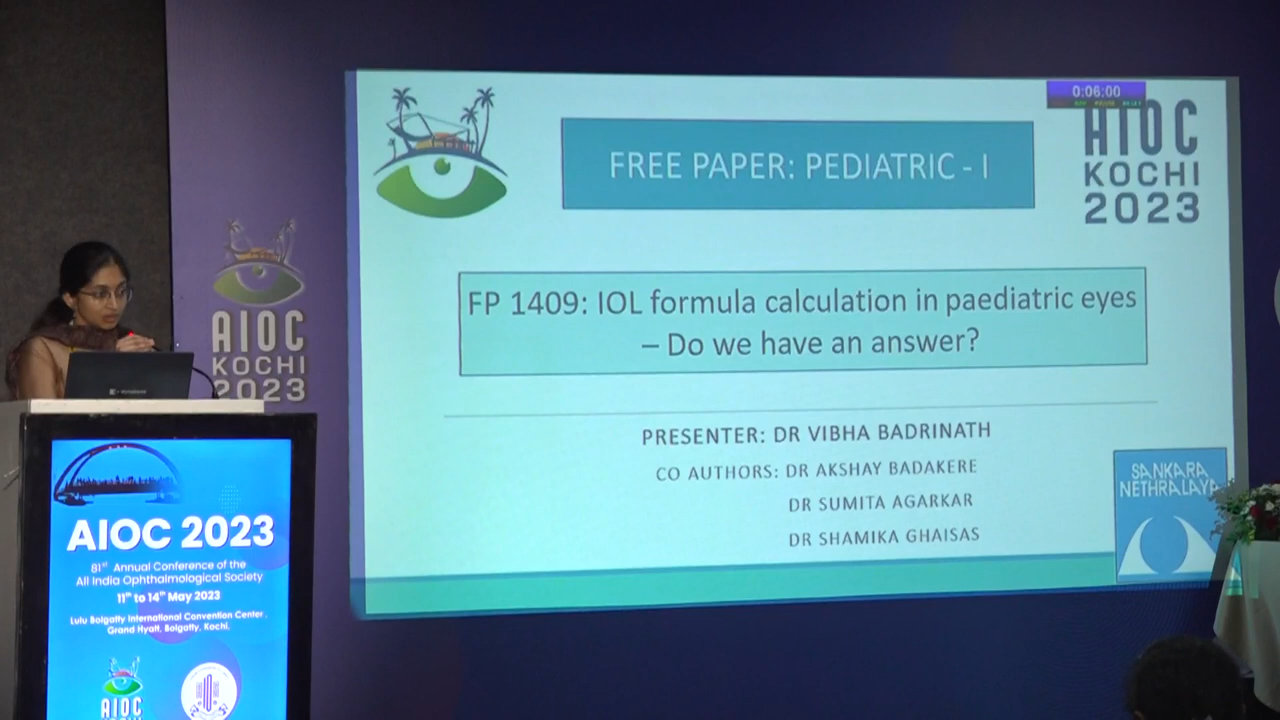 0:06:00
FREE PAPER: PEDIATRIC - I
AIOC
KOCHI
2023
FP 1409: IOL formula calculation in paediatric eyes
– Do we have an answer?
PRESENTER: DR VIBHA BADRINATH
CO AUTHORS: DR AKSHAY BADAKERE
DR SUMITA AGARKAR
DR SHAMIKA GHAISAS
SANKARA
NETHRALAYA
AIOC
KOCHI
2023
AIOC 2023
81st Annual Conference of the
All India Ophthalmological Society
11th to 14th May 2023
Lulu Bolgatty International Convention Center,
Grand Hyatt, Bolgatty, Kochi.
AIOC
KOCHI